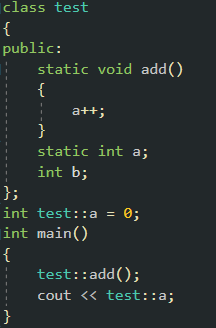 class test
{
public:
    static void add()
    {
        a++;
    }
    static int a;
    int b;
};
int test::a = 0;
int main()
{
    test::add();
    cout << test::a;
}